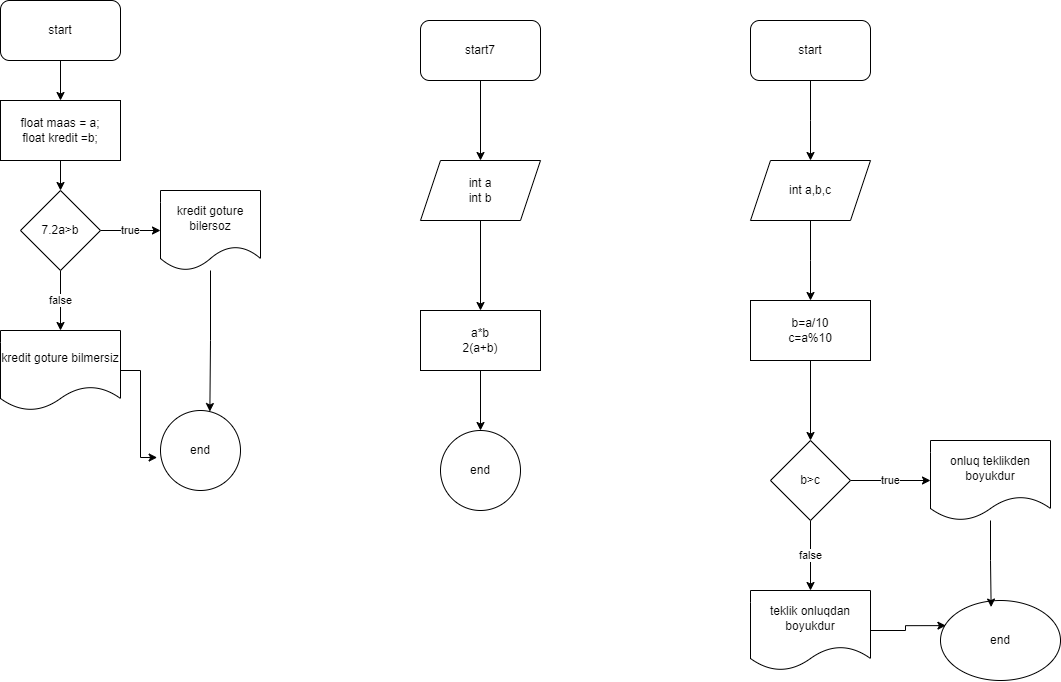 start
float maas = a;
float kredit =b;
7.2a>b
true
kredit goture
bilersoz
false
kredit goture bilmersiz
end
start7
int a
int b
a*b
2(a+b)
end
start
int a,b,c
b=a/10
c=a%10
b>c
true
onluq teklikden
boyukdur
false
teklik onluqdan
boyukdur
end